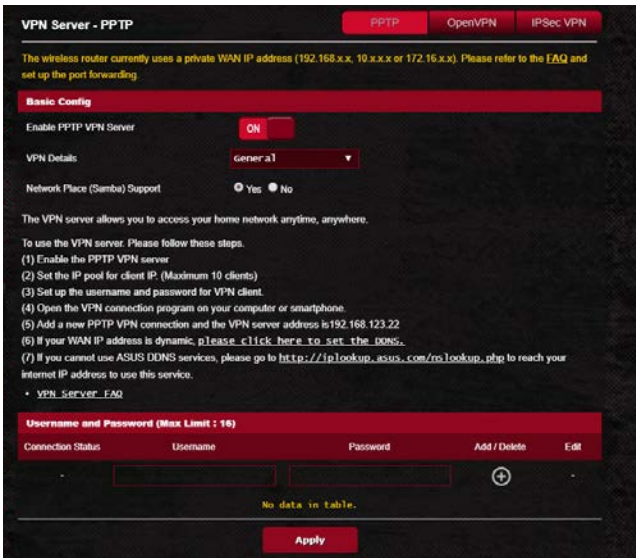 VPN Server - PPTP
PPTP OpenVPN IPSec VPN
The wireless router currently uses a private WAN IP address (192.168.x.x, 10.x.x.x or 172.16.x.x). Please refer to the FAQ and
set up the port forwarding.
Basic Config
Enable PPTP VPN Server ON
VPN Details General
Network Place (Samba) Support Yes No
The VPN server allows you to access your home network anytime, anywhere.
To use the VPN server. Please follow these steps.
(1) Enable the PPTP VPN server
(2) Set the IP pool for client IP. (Maximum 10 clients)
(3) Set up the username and password for VPN client.
(4) Open the VPN connection program on your computer or smartphone.
(5) Add a new PPTP VPN connection and the VPN server address is192.168.123.22
(6) If your WAN IP address is dynamic, please click here to set the DDNS.
(7) If you cannot use ASUS DDNS services, please go to http://iplookup.asus.com/nslookup.php to reach your
internet IP address to use this service.
• VPN Server FAQ
Username and Password (Max Limit : 16)
Connection Status Username Password Add / Delete Edit
- -
No data in table.
Apply